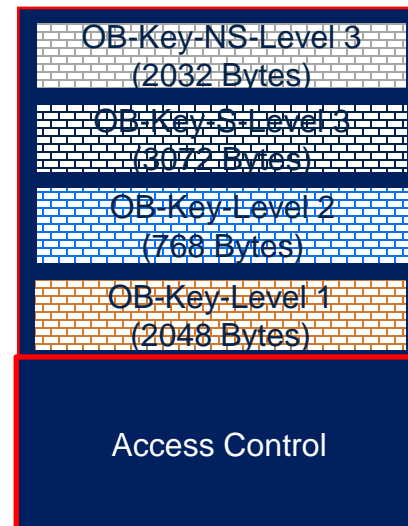 OB-Key-NS-Level 3
(2032 Bytes)
OB-Key-S-Level 3
(3072 Bytes)
OB-Key-Level 2
(768 Bytes)
OB-Key-Level 1
(2048 Bytes)
Access Control